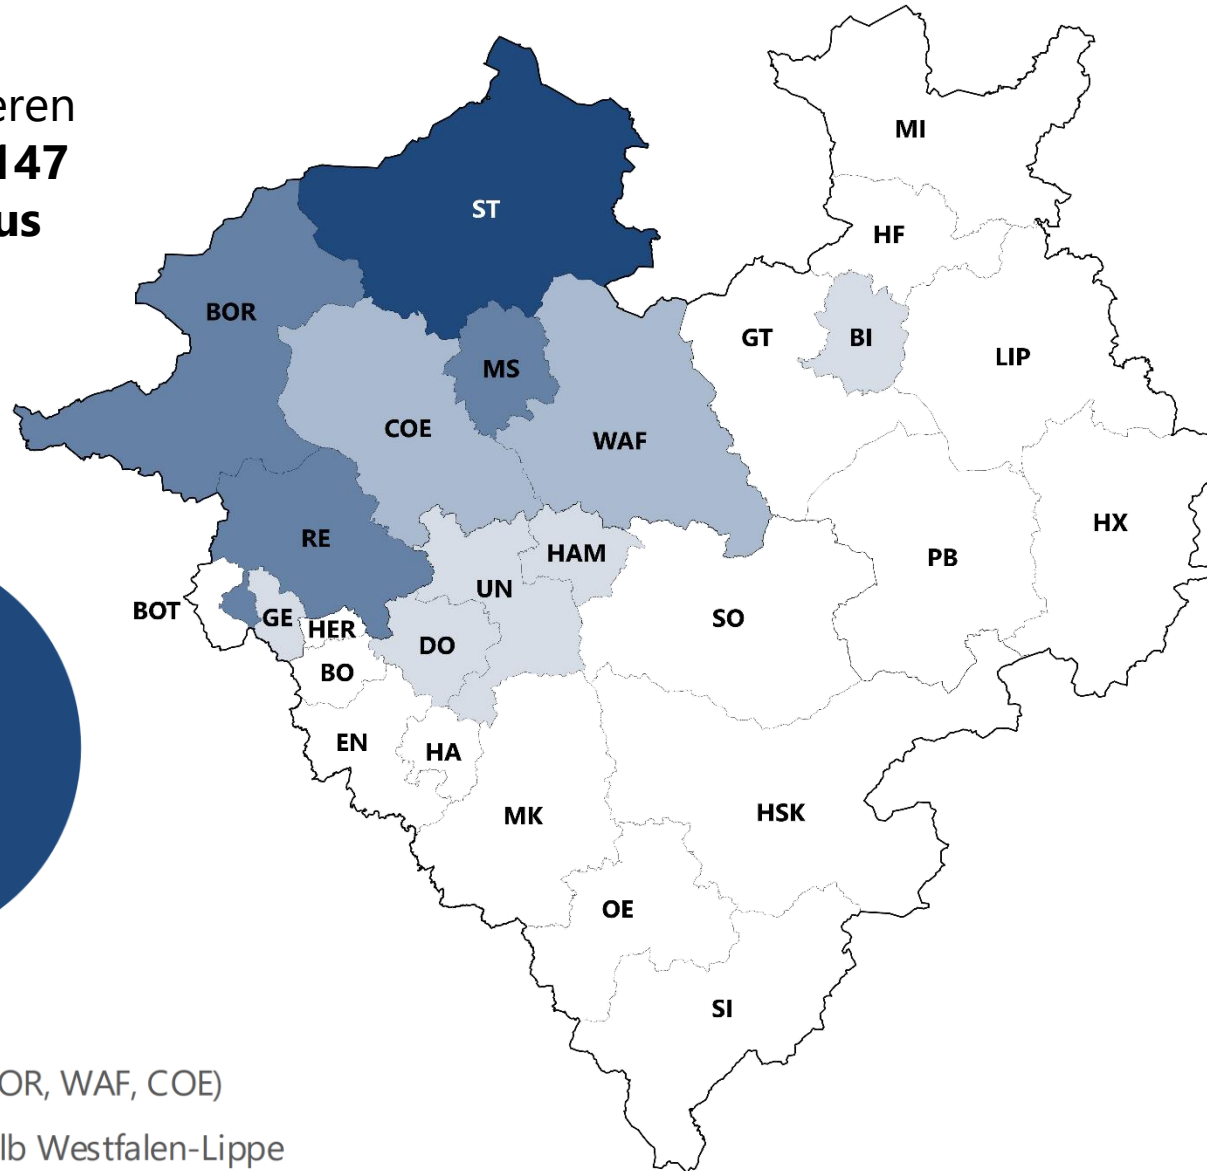 eren
147
us
MI
ST
HF
BOR
GT
BI
LIP
MS
COE
WAF
HX
RE
HAM
PB
UN
BOT
GE
HER
SO
DO
BO
EN
HA
HSK
MK
OE
SI
OR, WAF, COE)
lb Westfalen-Lippe